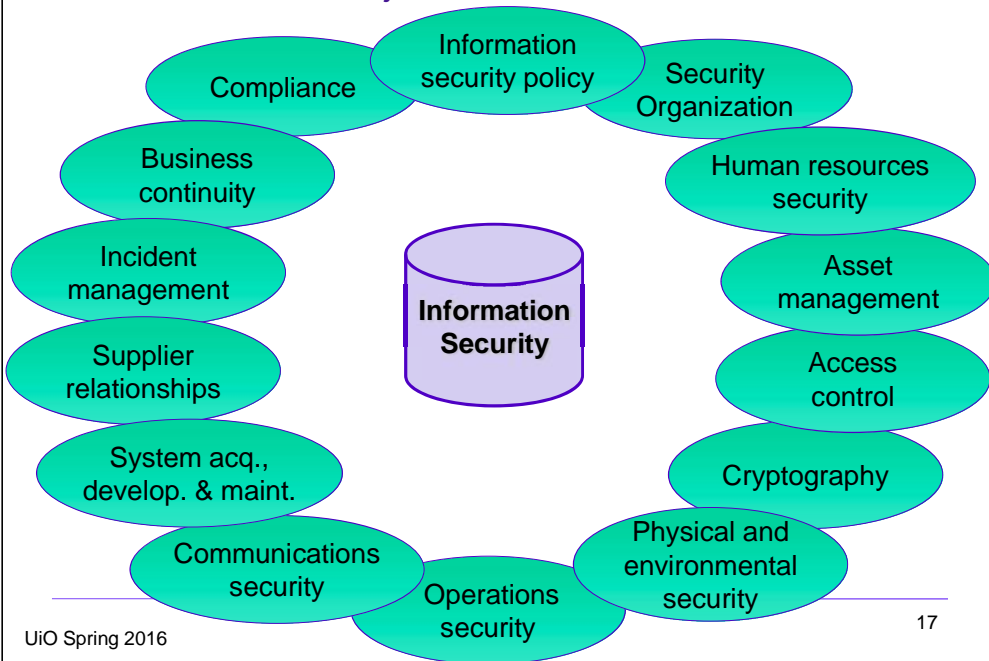 Information
security policy
Security
Organization
Human resources
security
Asset
management
Access
control
Cryptography
Physical and
environmental
security
Operations
security
Communications
security
System acq.,
develop. & maint.
Supplier
relationships
Incident
management
Business
continuity
Compliance
Information
Security
UiO Spring 2016
17